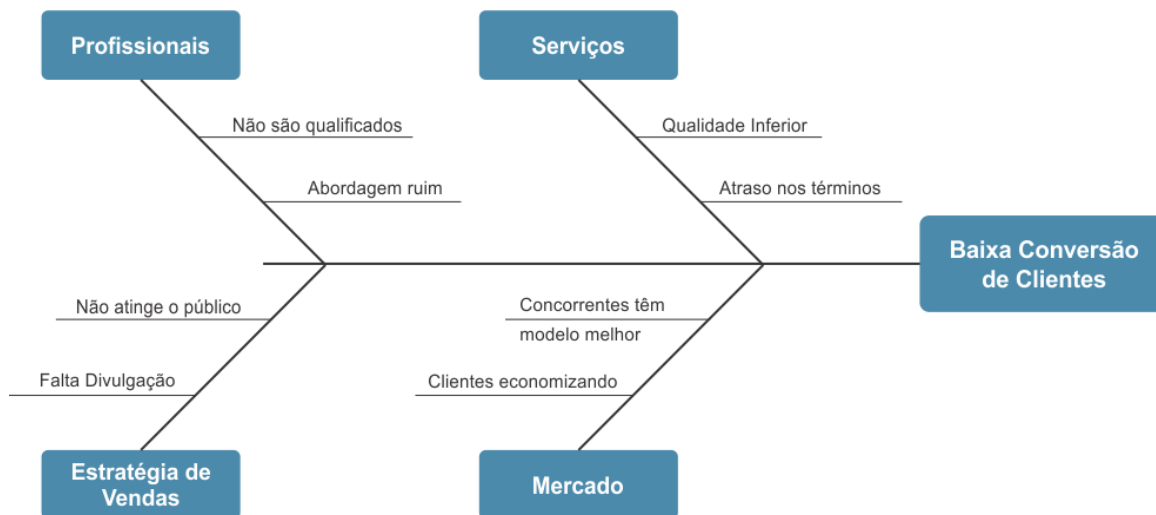 Profissionais
Serviços
Não são qualificados
Qualidade Inferior
Abordagem ruim
Atraso nos términos
Baixa Conversão
de Clientes
Não atinge o público
Concorrentes têm
modelo melhor
Falta Divulgação
Clientes economizando
Estratégia de
Vendas
Mercado